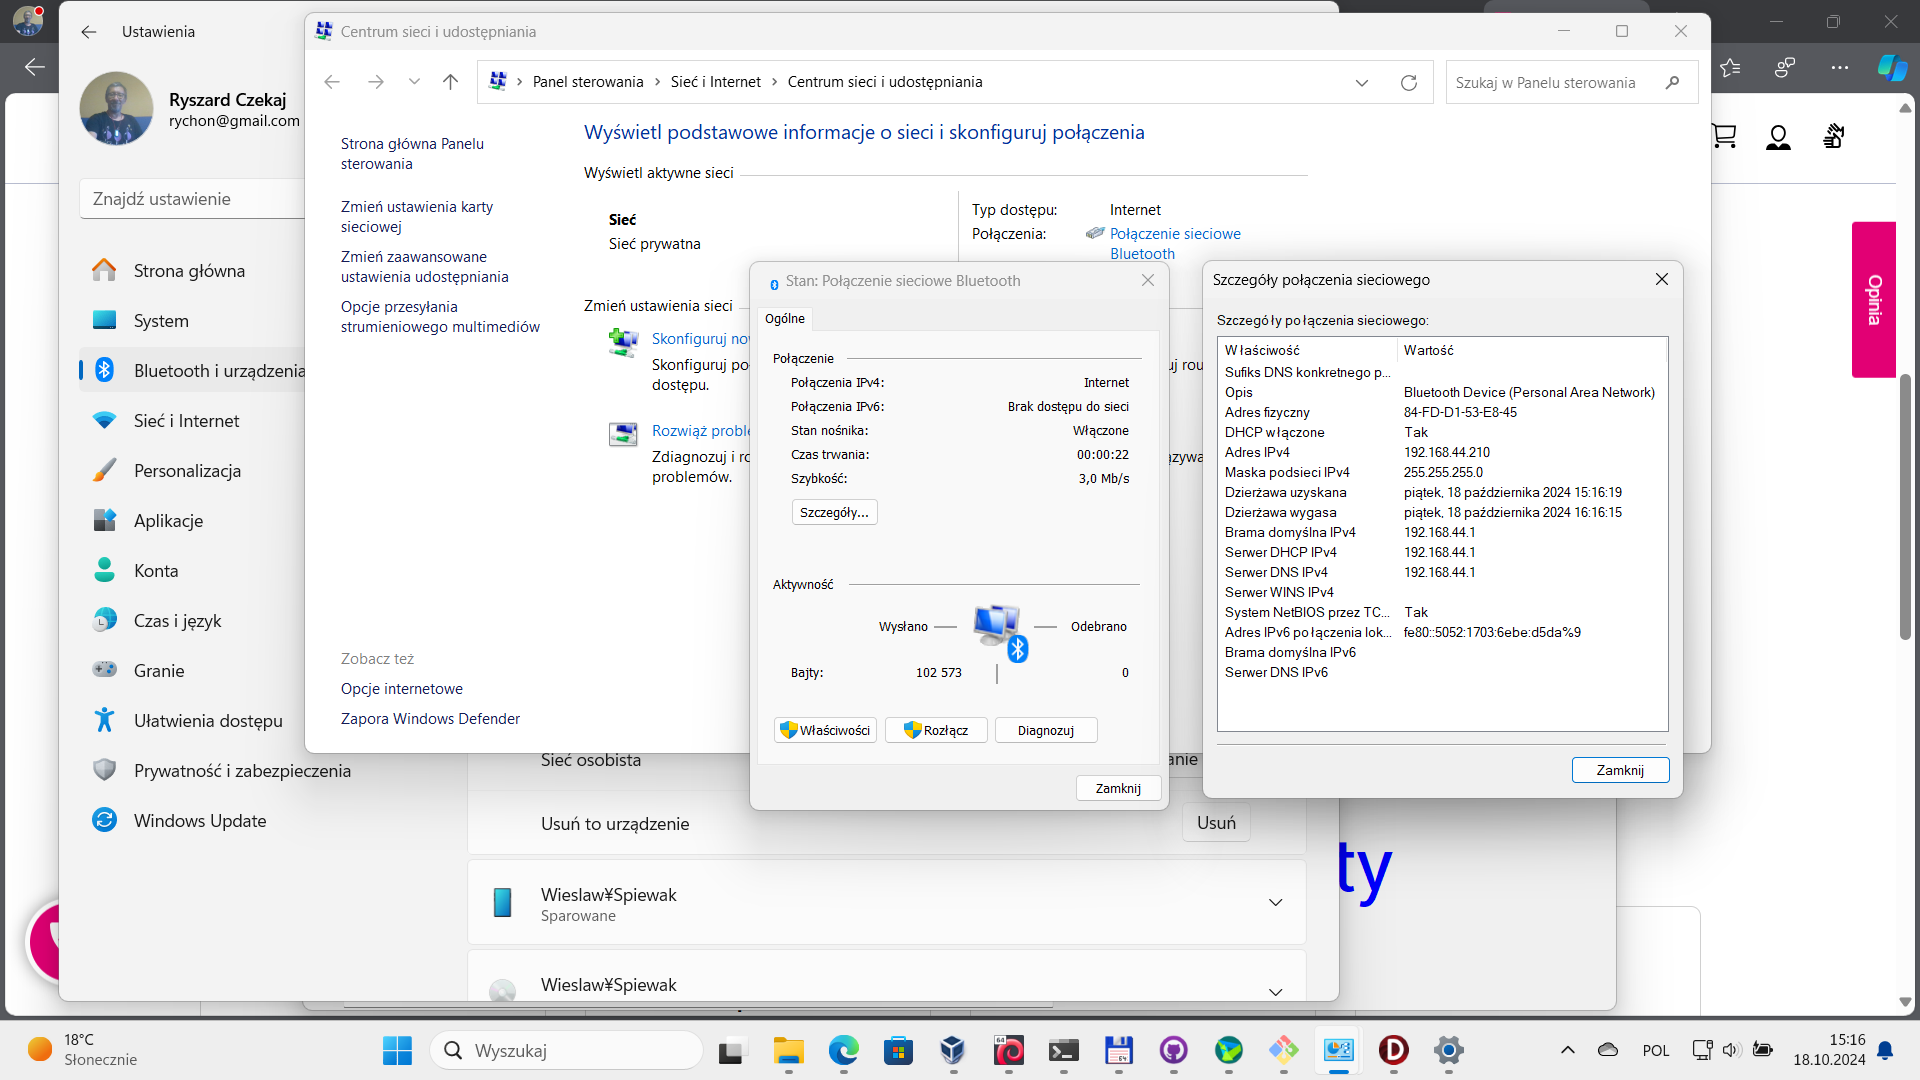 Ustawienia
Ryszard Czekaj
rychon@gmail.com
Znajdź ustawienie
Strona główna
System
Bluetooth i urządzenia
Sieć i Internet
Personalizacja
Aplikacje
Konta
Czas i język
Granie
Ułatwienia dostępu
Prywatność i zabezpieczenia
Windows Update
Centrum sieci i udostępniania
Panel sterowania > Sieć i Internet > Centrum sieci i udostępniania
Szukaj w Panelu sterowania
Strona główna Panelu
sterowania
Zmień ustawienia karty
sieciowej
Zmień zaawansowane
ustawienia udostępniania
Opcje przesyłania
strumieniowego multimediów
Zobacz też
Opcje internetowe
Zapora Windows Defender
Wyświetl podstawowe informacje o sieci i skonfiguruj połączenia
Wyświetl aktywne sieci
Sieć
Sieć prywatna
Typ dostępu: Internet
Połączenia: Połączenie sieciowe
Bluetooth
Zmień ustawienia sieci
Skonfiguruj
Skonfiguruj
dostępu.
Rozwiąż
Zdiagnozuj i
problemów.
Stan: Połączenie sieciowe Bluetooth
Ogólne
Połączenie
Połączenia IPv4: Internet
Połączenia IPv6: Brak dostępu do sieci
Stan nośnika: Włączone
Czas trwania: 00:00:22
Szybkość: 3,0 Mb/s
Szczegóły...
Aktywność
Wysłano Odebrano
Bajty: 102 573 0
Właściwości Rozłącz Diagnozuj
Zamknij
Szczegóły połączenia sieciowego
Szczegóły połączenia sieciowego:
Właściwość Wartość
Sufiks DNS konkretnego p...
Opis Bluetooth Device (Personal Area Network)
Adres fizyczny 84-FD-D1-53-E8-45
DHCP włączone Tak
Adres IPv4 192.168.44.210
Maska podsieci IPv4 255.255.255.0
Dzierżawa uzyskana piątek, 18 października 2024 15:16:19
Dzierżawa wygasa piątek, 18 października 2024 16:16:15
Brama domyślna IPv4 192.168.44.1
Serwer DHCP IPv4 192.168.44.1
Serwer DNS IPv4 192.168.44.1
Serwer WINS IPv4
System NetBIOS przez TC... Tak
Adres IPv6 połączenia lok... fe80::5052:1703:6ebe:d5da%9
Brama domyślna IPv6
Serwer DNS IPv6
Zamknij
Sieć osobista
Usuń to urządzenie Usuń
Wieslaw¥Spiewak
Sparowane
Wieslaw¥Spiewak
ty
Opinia
18°C
Słonecznie
Wyszukaj
64
64
POL
15:16
18.10.2024